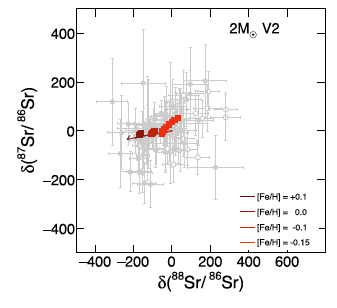 400
200
0
−200
−400
δ(⁸⁷Sr/⁸⁶Sr)
2M☉ V2
[Fe/H] = +0.1
[Fe/H] = 0.0
[Fe/H] = -0.1
[Fe/H] = -0.15
−400 −200 0 200 400 600
δ(⁸⁸Sr/⁸⁶Sr)